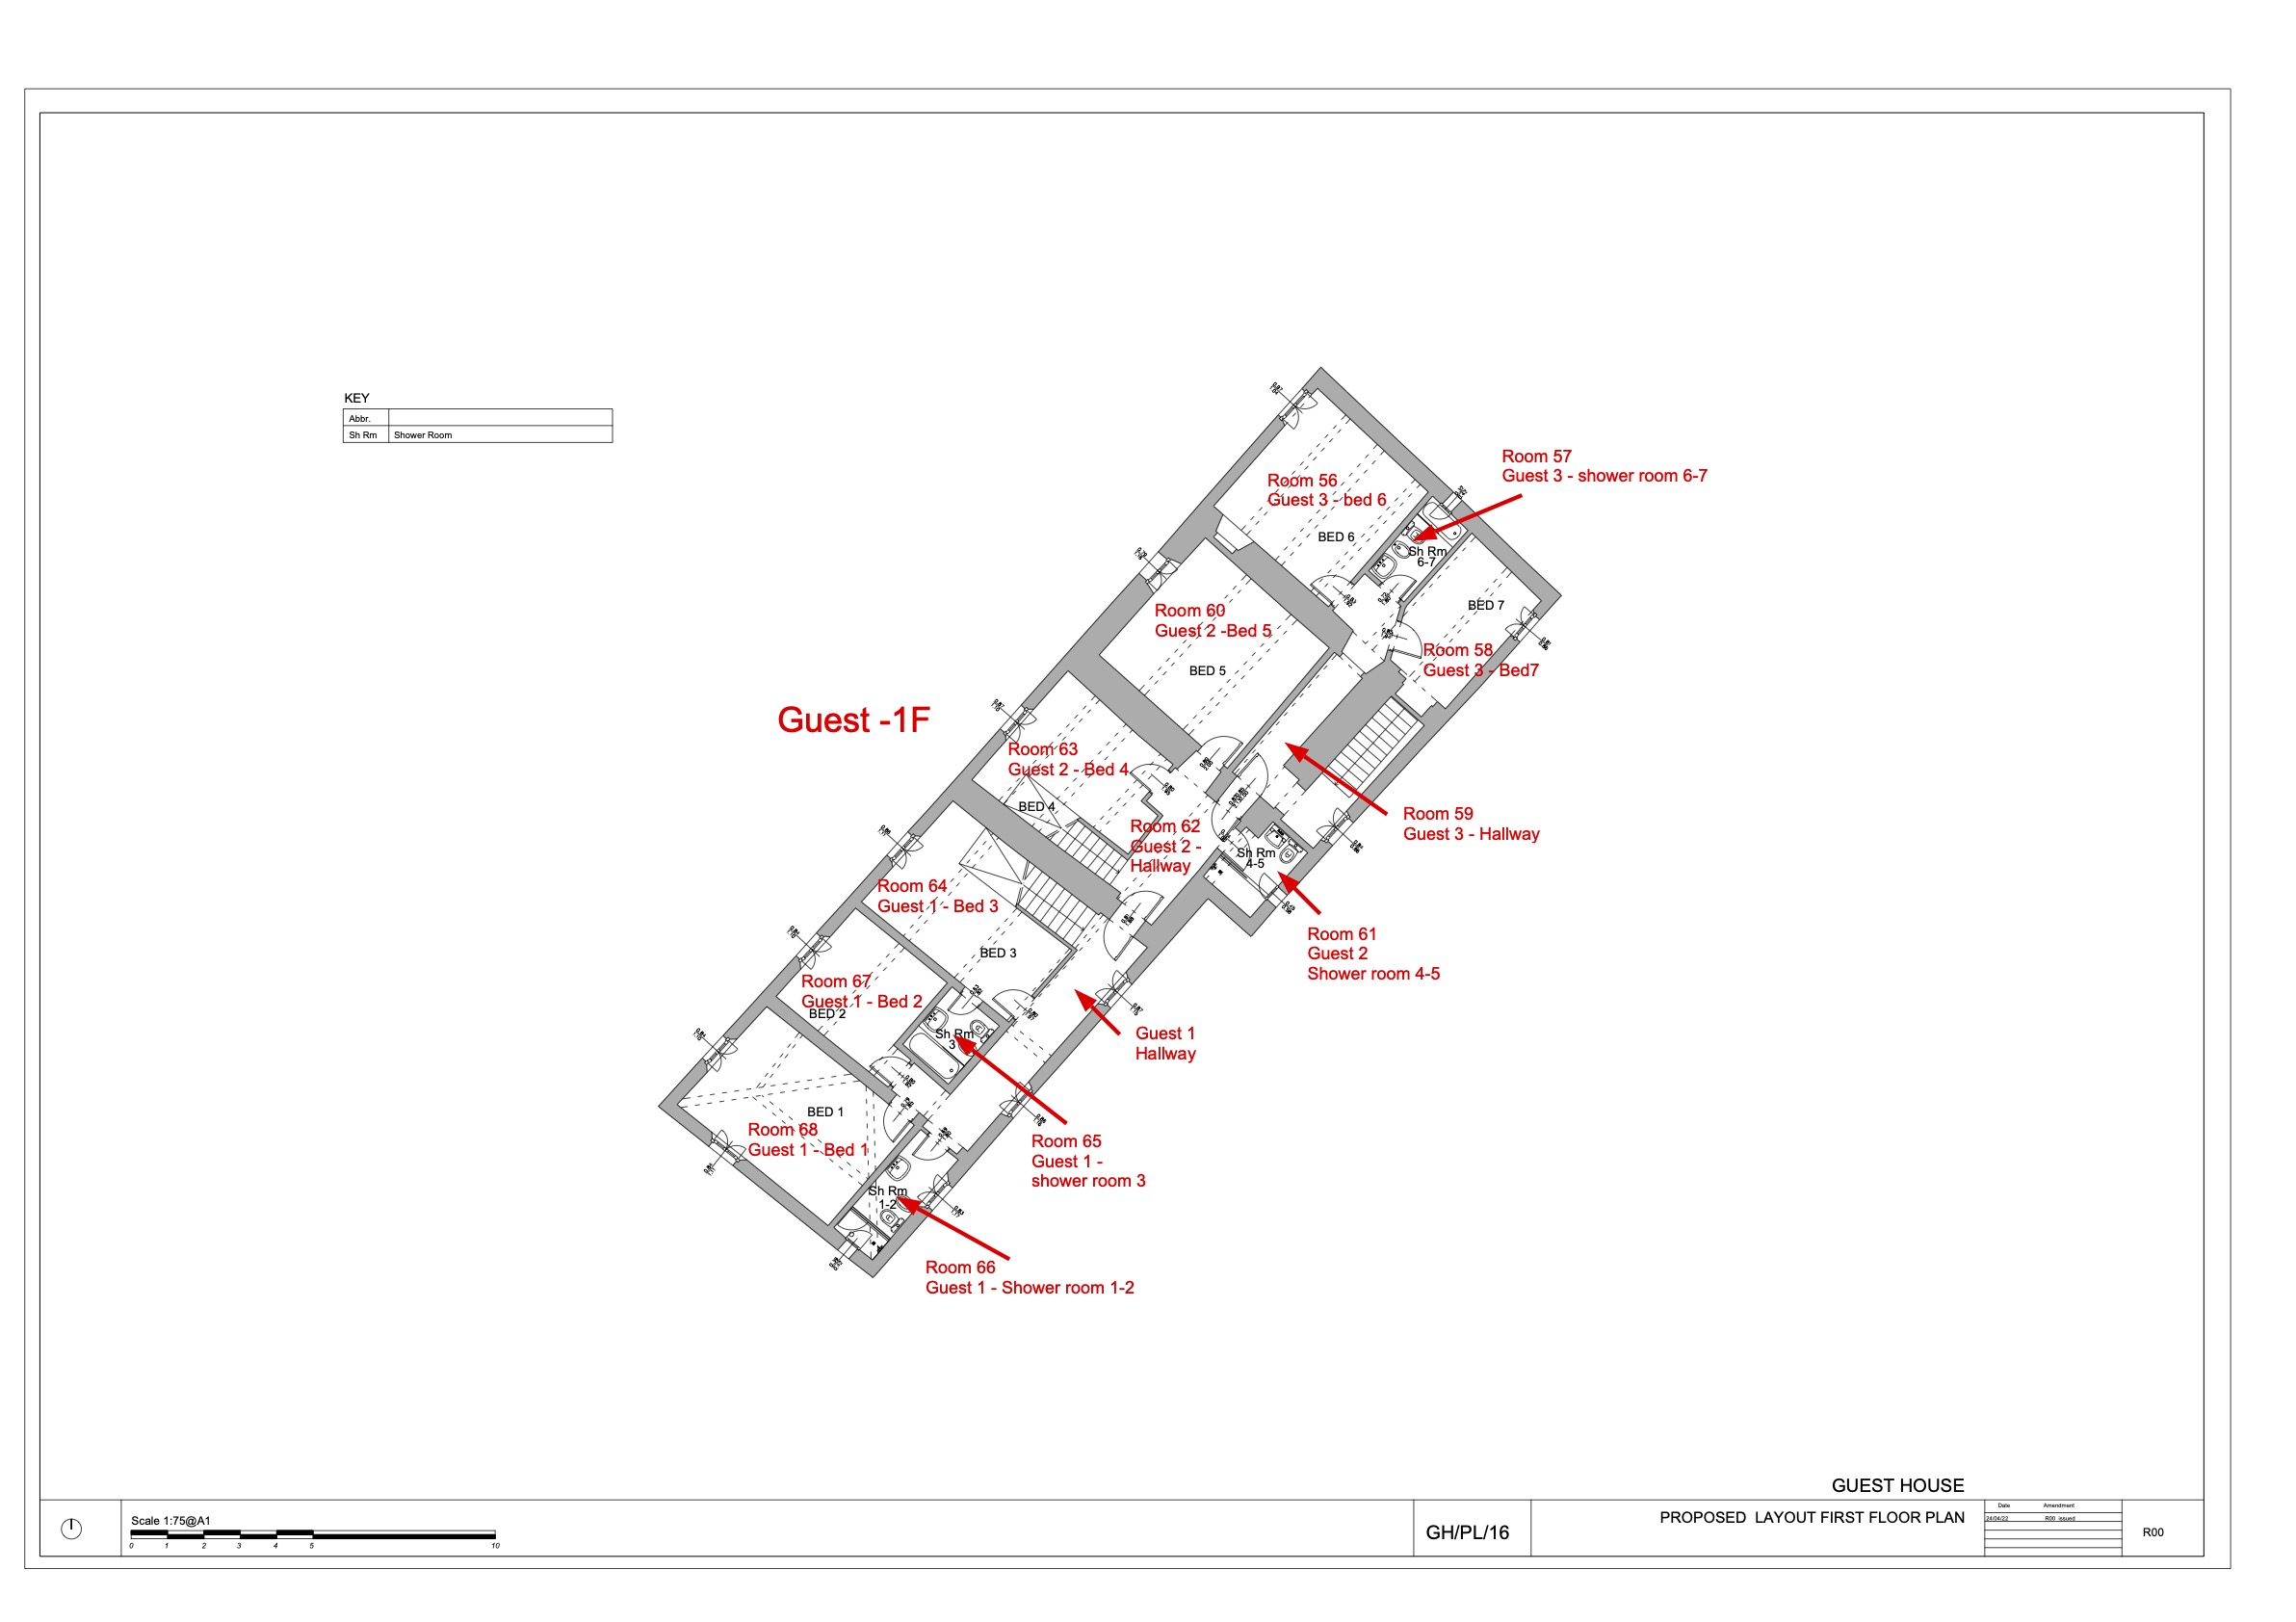 KEY
Abbr.
Sh Rm Shower Room
Room 57
Guest 3 - shower room 6-7
Room 56
Guest 3 - bed 6
BED 6
Sh Rm
6-7
BED 7
Room 60
Guest 2 -Bed 5
Room 58
Guest 3 - Bed7
BED 5
Guest -1F
Room 63
Guest 2 - Bed 4
BED 4
Room 59
Guest 3 - Hallway
Room 62
Guest 2 -
Hallway
Sh Rm
4-5
Room 64
Guest 1 - Bed 3
Room 61
Guest 2
Shower room 4-5
BED 3
Room 67
Guest 1 - Bed 2
BED 2
Sh Rm
3
Guest 1
Hallway
BED 1
Room 68
Guest 1 - Bed 1
Room 65
Guest 1 -
shower room 3
Sh Rm
1-2
Room 66
Guest 1 - Shower room 1-2
GUEST HOUSE
Scale 1:75@A1
0 1 2 3 4 5 10
GH/PL/16
PROPOSED LAYOUT FIRST FLOOR PLAN
Date Amendment
24/04/22 R00 issued
R00